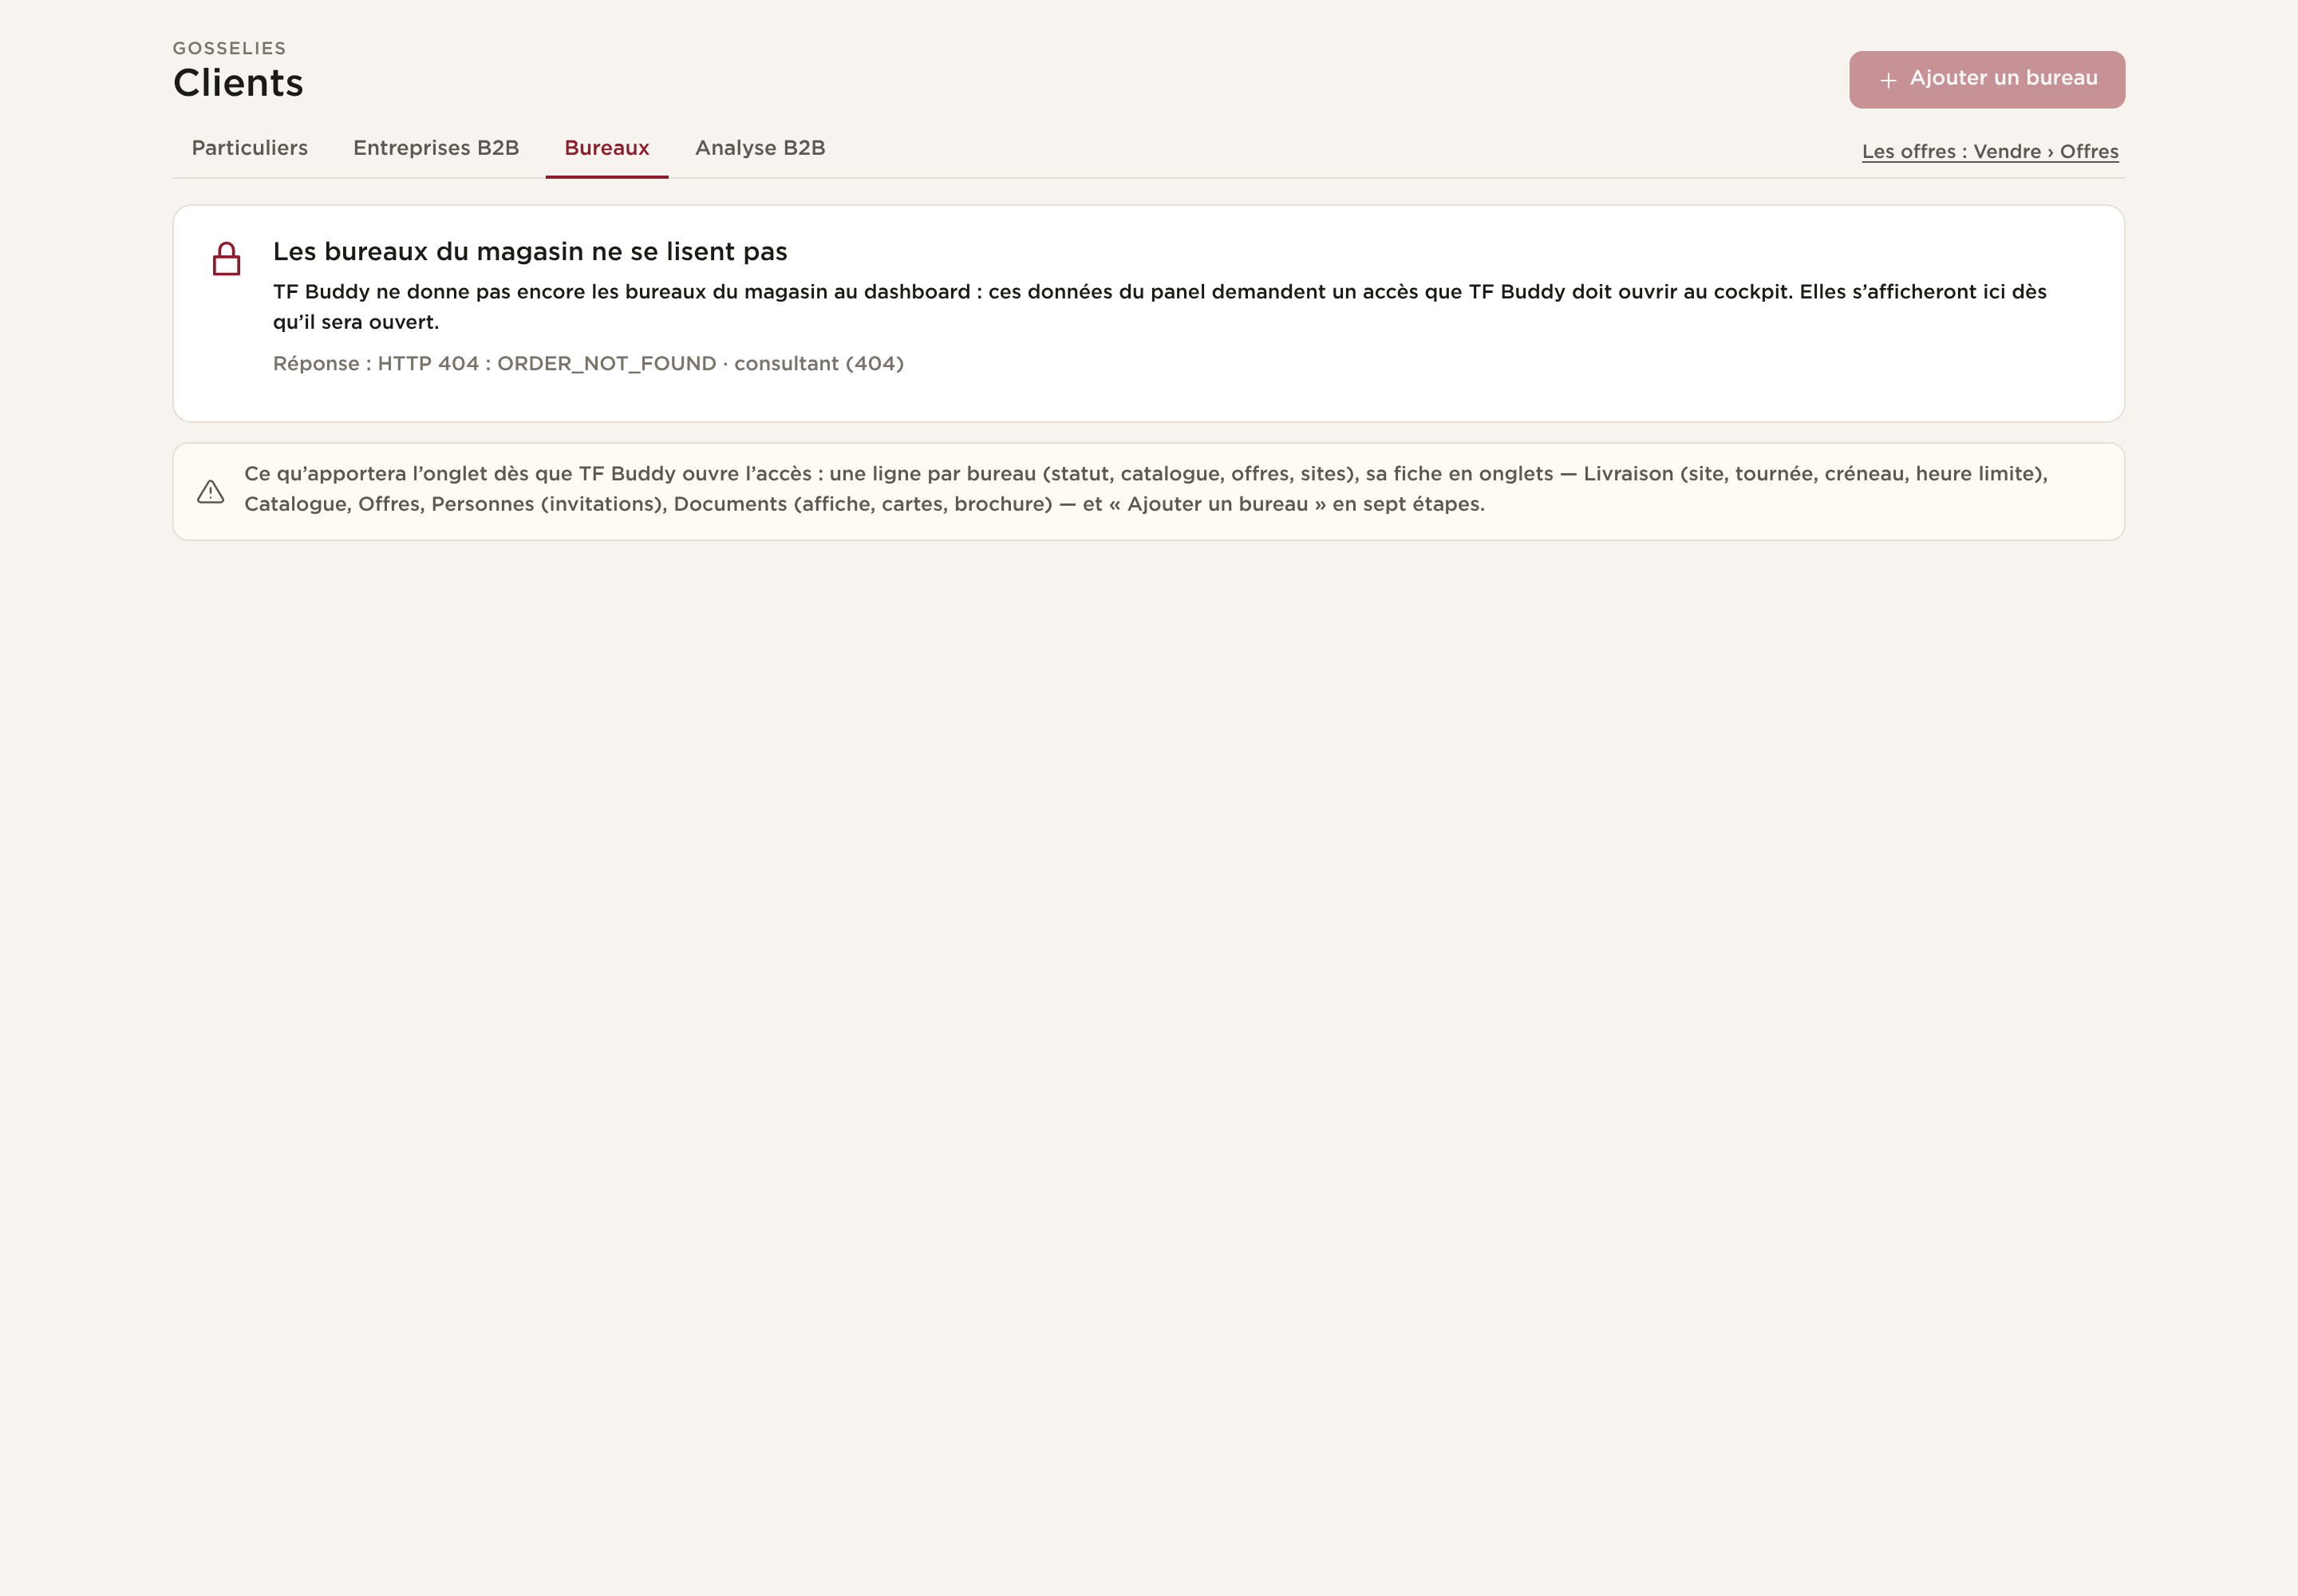 GOSSELIES
Clients
+ Ajouter un bureau
Particuliers
Entreprises B2B
Bureaux
Analyse B2B
Les offres : Vendre › Offres
Les bureaux du magasin ne se lisent pas
TF Buddy ne donne pas encore les bureaux du magasin au dashboard : ces données du panel demandent un accès que TF Buddy doit ouvrir au cockpit. Elles s’afficheront ici dès
qu’il sera ouvert.
Réponse : HTTP 404 : ORDER_NOT_FOUND · consultant (404)
Ce qu’apportera l’onglet dès que TF Buddy ouvre l’accès : une ligne par bureau (statut, catalogue, offres, sites), sa fiche en onglets — Livraison (site, tournée, créneau, heure limite),
Catalogue, Offres, Personnes (invitations), Documents (affiche, cartes, brochure) — et « Ajouter un bureau » en sept étapes.